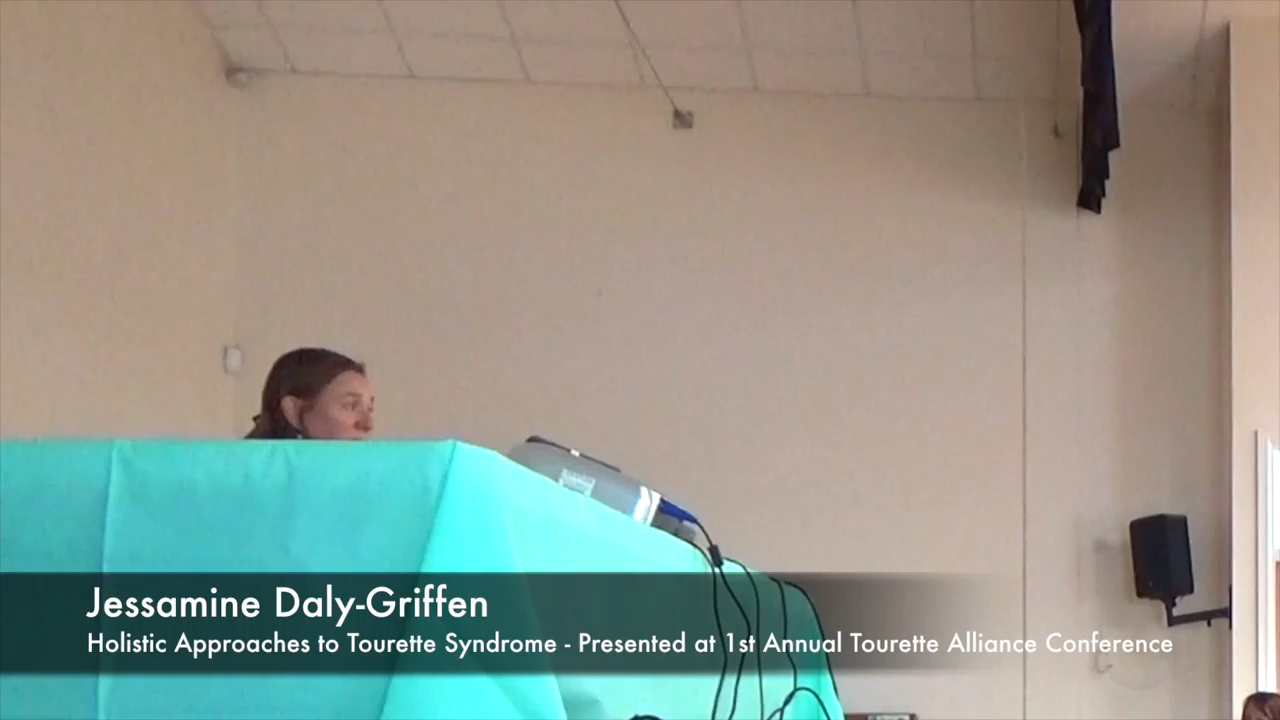 Jessamine Daly-Griffen
Holistic Approaches to Tourette Syndrome - Presented at 1st Annual Tourette Alliance Conference